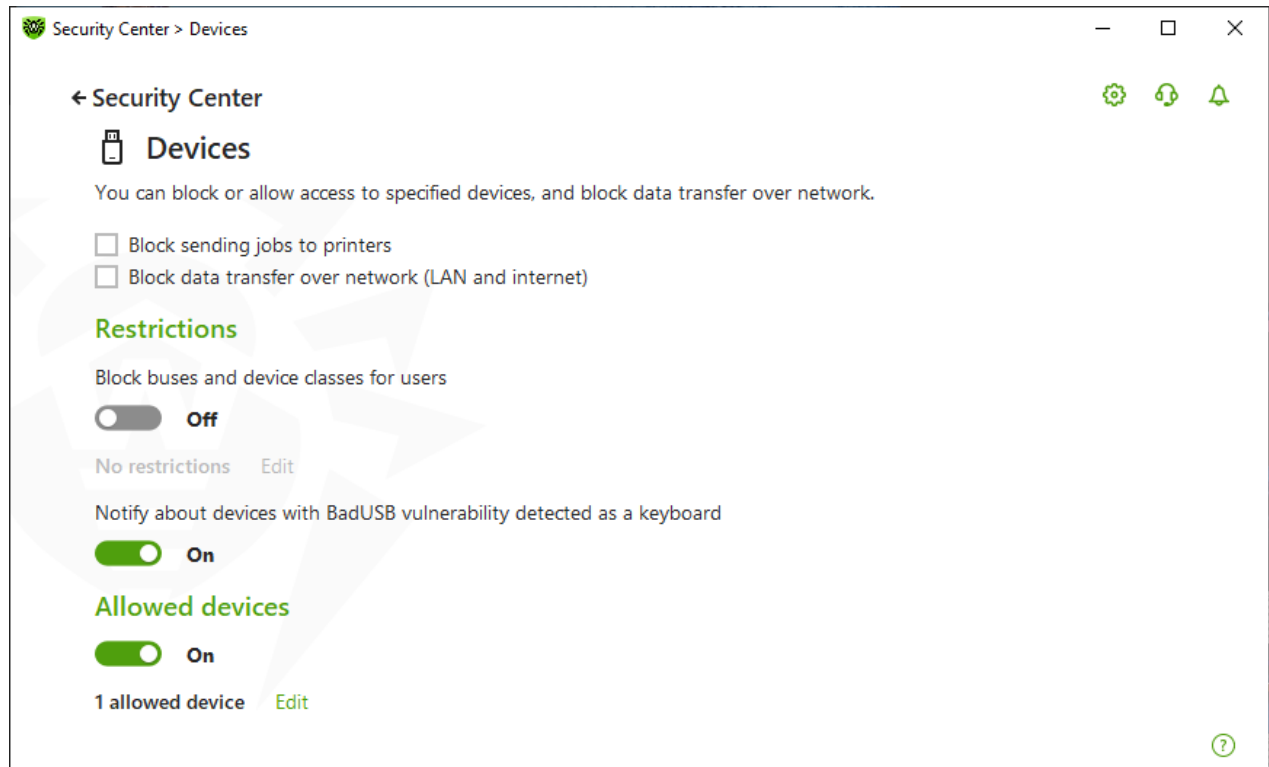 Security Center > Devices
Security Center
Devices
You can block or allow access to specified devices, and block data transfer over network.
Block sending jobs to printers
Block data transfer over network (LAN and internet)
Restrictions
Block buses and device classes for users
Off
No restrictions Edit
Notify about devices with BadUSB vulnerability detected as a keyboard
On
Allowed devices
On
1 allowed device Edit
?